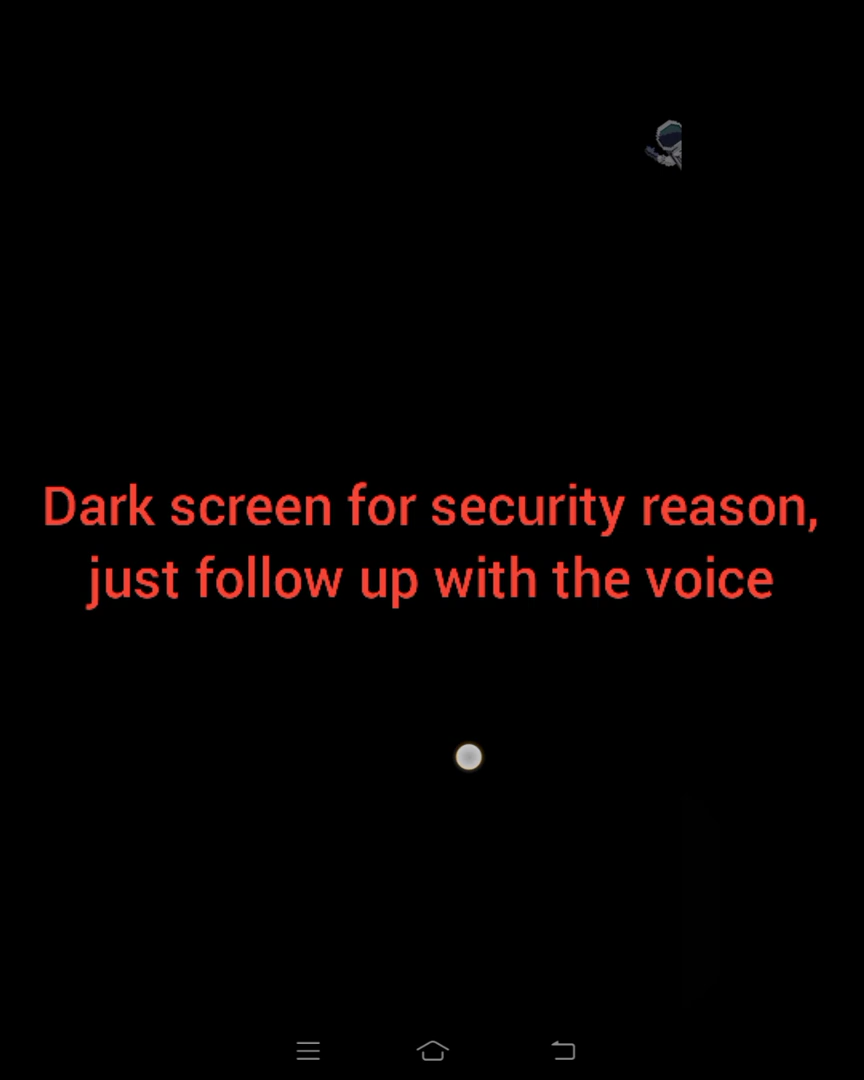 Dark screen for security reason,
just follow up with the voice